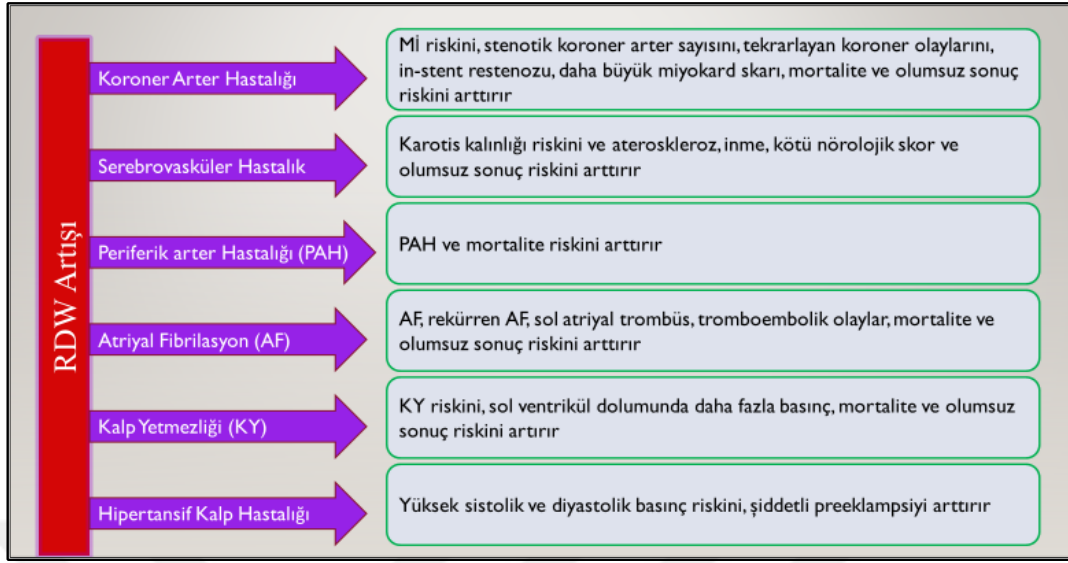 RDW Artışı
Koroner Arter Hastalığı
Mİ riskini, stenotik koroner arter sayısını, tekrarlayan koroner olaylarını,
in-stent restenozu, daha büyük miyokard skarı, mortalite ve olumsuz sonuç
riskini arttırır
Serebrovasküler Hastalık
Karotis kalınlığı riskini ve ateroskleroz, inme, kötü nörolojik skor ve
olumsuz sonuç riskini arttırır
Periferik arter Hastalığı (PAH)
PAH ve mortalite riskini arttırır
Atriyal Fibrilasyon (AF)
AF, rekürren AF, sol atriyal trombüs, tromboembolik olaylar, mortalite ve
olumsuz sonuç riskini arttırır
Kalp Yetmezliği (KY)
KY riskini, sol ventrikül dolumunda daha fazla basınç, mortalite ve olumsuz
sonuç riskini artırır
Hipertansif Kalp Hastalığı
Yüksek sistolik ve diyastolik basınç riskini, şiddetli preeklampsiyi arttırır